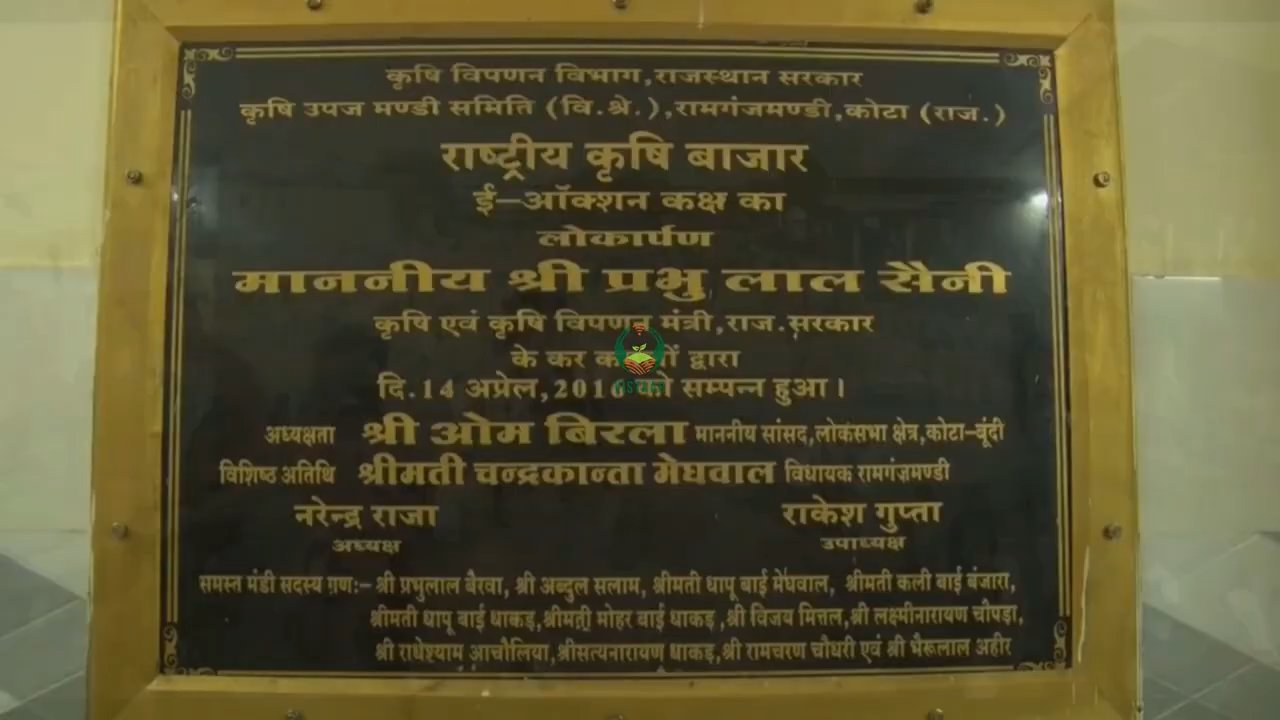 कृषि विपणन विभाग,राजस्थान सरकार
कृषि उपज मण्डी समिति (वि.श्रे.),रामगंजमण्डी,कोटा (राज.)
राष्ट्रीय कृषि बाजार
ई–ऑक्शन कक्ष का
लोकार्पण
माननीय श्री प्रभु लाल सैनी
कृषि एवं कृषि विपणन मंत्री,राज.सरकार
के कर द्वारा
दि.14 अप्रेल,2016 को सम्पन्न हुआ।
अध्यक्षता श्री ओम बिरला माननीय सांसद,लोकसभा क्षेत्र,कोटा–बूंदी
विशिष्ठ अतिथि श्रीमती चन्द्रकान्ता मेघवाल विधायक रामगंजमण्डी
नरेन्द्र राजा राकेश गुप्ता
अध्यक्ष उपाध्यक्ष
समस्त मंडी सदस्य गण:– श्री प्रभुलाल बैरवा, श्री अब्दुल सलाम, श्रीमती धापू बाई मेघवाल, श्रीमती कली बाई बंजारा,
श्रीमती धापू बाई धाकड़,श्रीमती मोहर बाई धाकड़ ,श्री विजय मित्तल,श्री लक्ष्मीनारायण चौपड़ा,
श्री राधेश्याम आचौलिया,श्रीसत्यनारायण धाकड़,श्री रामचरण चौधरी एवं श्री भैरूलाल अहीर